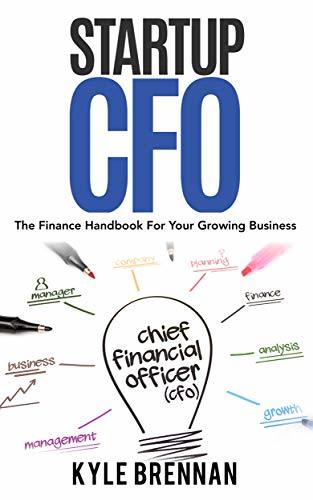 STARTUP
CFO
The Finance Handbook For Your Growing Business
company
planning
manager
finance
chief
financial
officer
(cfo)
business
analysis
growth
management
KYLE BRENNAN